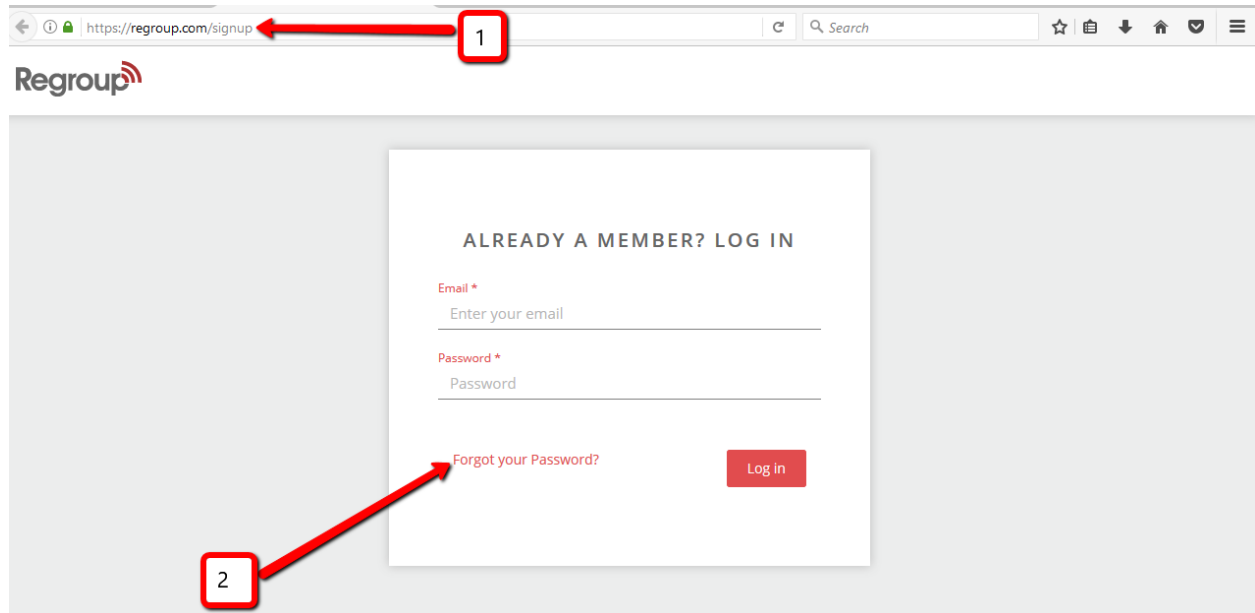 https://regroup.com/signup
1
Search
Regroup
ALREADY A MEMBER? LOG IN
Email *
Enter your email
Password *
Password
Forgot your Password?
Log in
2